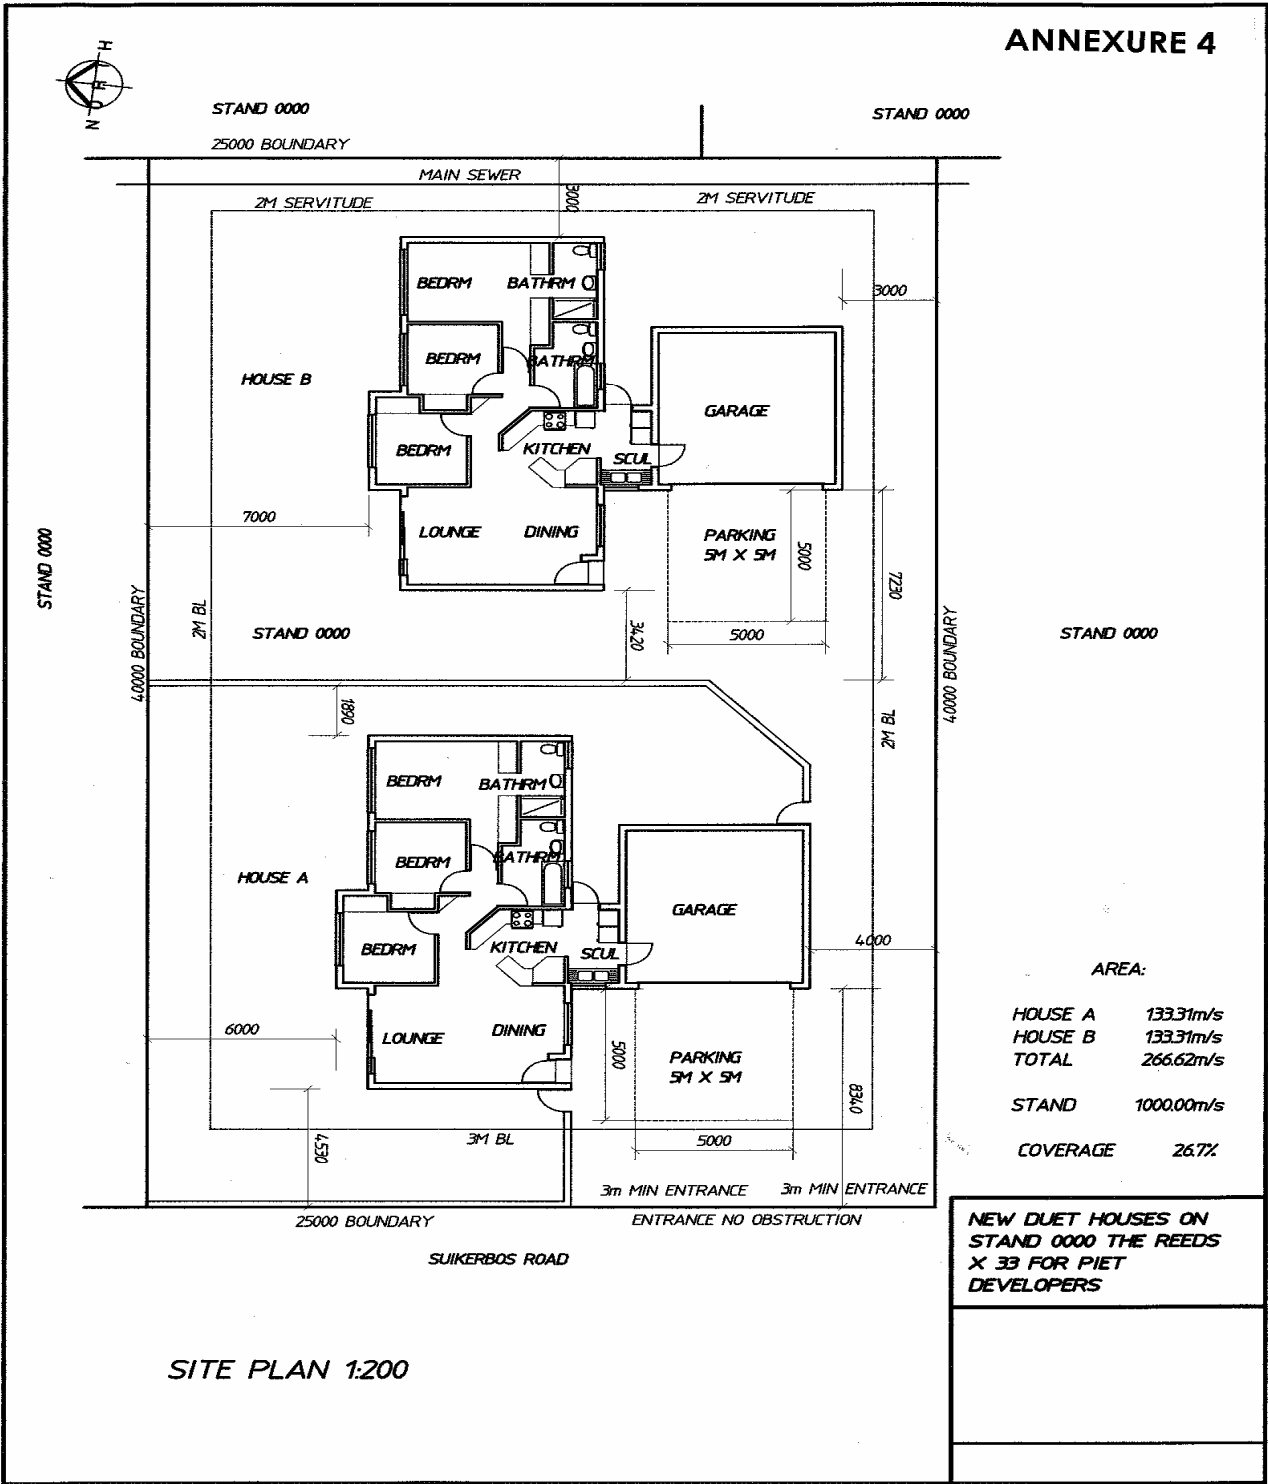 ANNEXURE 4
NORTH
STAND 0000
STAND 0000
25000 BOUNDARY
MAIN SEWER
2M SERVITUDE
3000
2M SERVITUDE
BEDRM
BATHRM
3000
BEDRM
BATHRM
HOUSE B
GARAGE
BEDRM
KITCHEN
SCUL
7000
LOUNGE
DINING
PARKING
5M X 5M
5000
7230
STAND 0000
40000 BOUNDARY
2M BL
STAND 0000
3420
5000
40000 BOUNDARY
STAND 0000
1890
2M BL
BEDRM
BATHRM
BEDRM
BATHRM
HOUSE A
GARAGE
BEDRM
KITCHEN
SCUL
4000
6000
LOUNGE
DINING
5000
PARKING
5M X 5M
8340
4530
3M BL
5000
3m MIN ENTRANCE
3m MIN ENTRANCE
25000 BOUNDARY
ENTRANCE NO OBSTRUCTION
SUIKERBOS ROAD
AREA:
HOUSE A 133.31m/s
HOUSE B 133.31m/s
TOTAL 266.62m/s
STAND 1000.00m/s
COVERAGE 26.7%
NEW DUET HOUSES ON
STAND 0000 THE REEDS
X 33 FOR PIET
DEVELOPERS
SITE PLAN 1:200